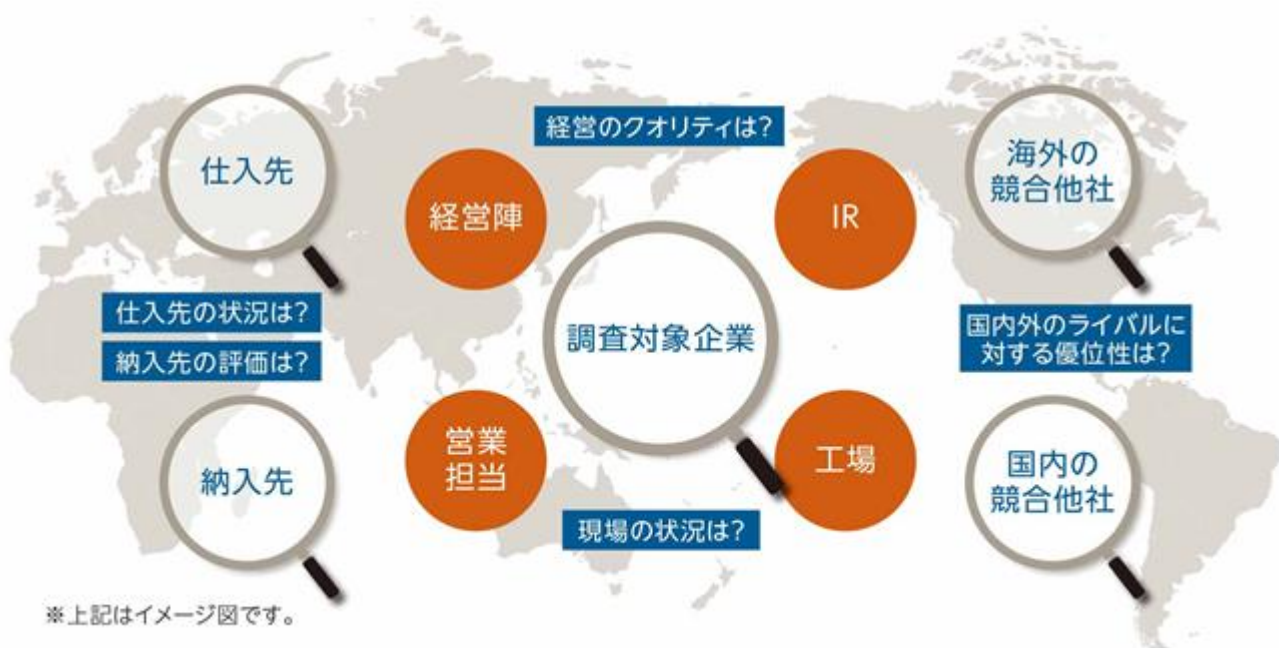 経営のクオリティは?
仕入先
経営陣
IR
海外の
競合他社
仕入先の状況は?
納入先の評価は?
調査対象企業
国内外のライバルに
対する優位性は?
納入先
営業
担当
工場
国内の
競合他社
現場の状況は?
※上記はイメージ図です。